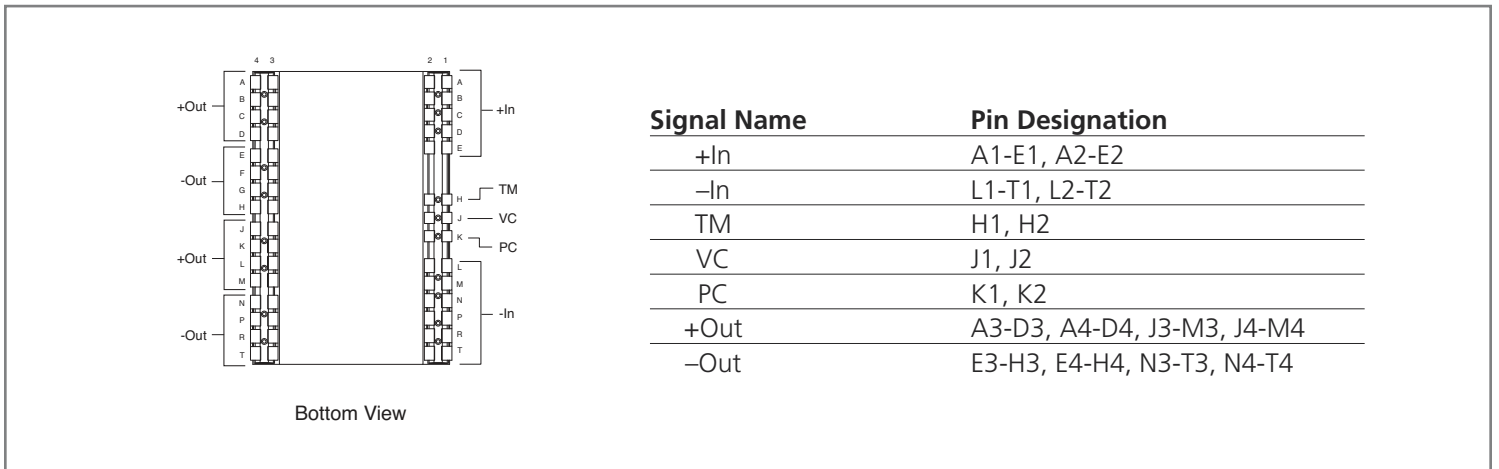 4 3
2 1
A
B
C
D
E
F
G
H
J
K
L
M
N
P
R
T
+Out
-Out
+Out
-Out
A
B
C
D
E
H
J
K
L
M
N
P
R
T
+In
TM
VC
PC
-In
Bottom View
Signal Name Pin Designation
+In A1-E1, A2-E2
–In L1-T1, L2-T2
TM H1, H2
VC J1, J2
PC K1, K2
+Out A3-D3, A4-D4, J3-M3, J4-M4
–Out E3-H3, E4-H4, N3-T3, N4-T4